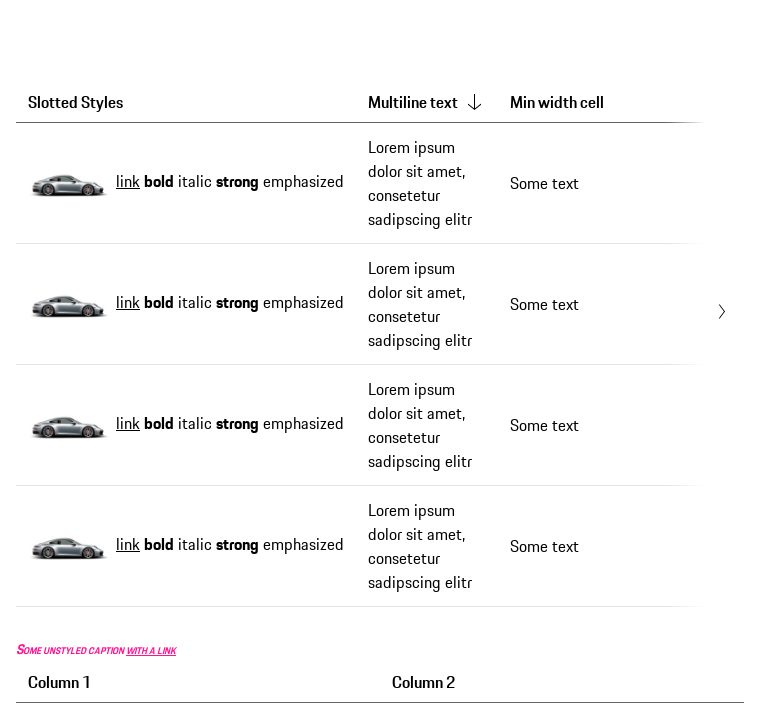 Slotted Styles Multiline text Min width cell
link bold italic strong emphasized
Lorem ipsum
dolor sit amet,
consetetur
sadipscing elitr
Some text
link bold italic strong emphasized
Lorem ipsum
dolor sit amet,
consetetur
sadipscing elitr
Some text
link bold italic strong emphasized
Lorem ipsum
dolor sit amet,
consetetur
sadipscing elitr
Some text
link bold italic strong emphasized
Lorem ipsum
dolor sit amet,
consetetur
sadipscing elitr
Some text
Some unstyled caption with a link
Column 1 Column 2